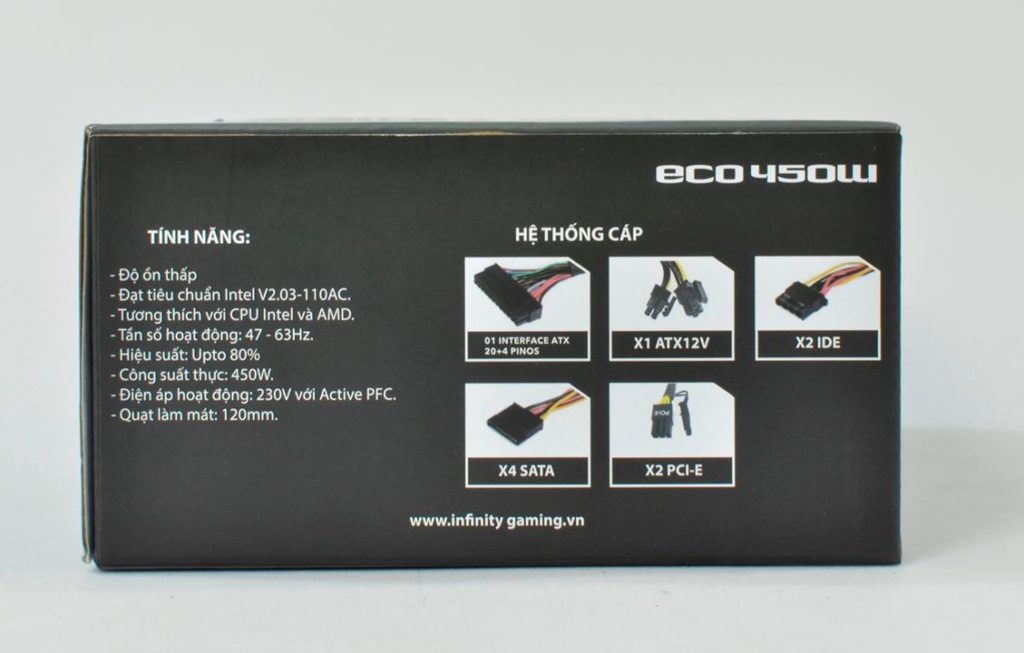 eco 450W
TÍNH NĂNG:
- Độ ồn thấp
- Đạt tiêu chuẩn Intel V2.03-110AC.
- Tương thích với CPU Intel và AMD.
- Tần số hoạt động: 47 - 63Hz.
- Hiệu suất: Upto 80%
- Công suất thực: 450W.
- Điện áp hoạt động: 230V với Active PFC.
- Quạt làm mát: 120mm.
HỆ THỐNG CÁP
01 INTERFACE ATX
20+4 PINOS
X1 ATX12V
X2 IDE
X4 SATA
PCI-E
X2 PCI-E
www.infinity gaming.vn